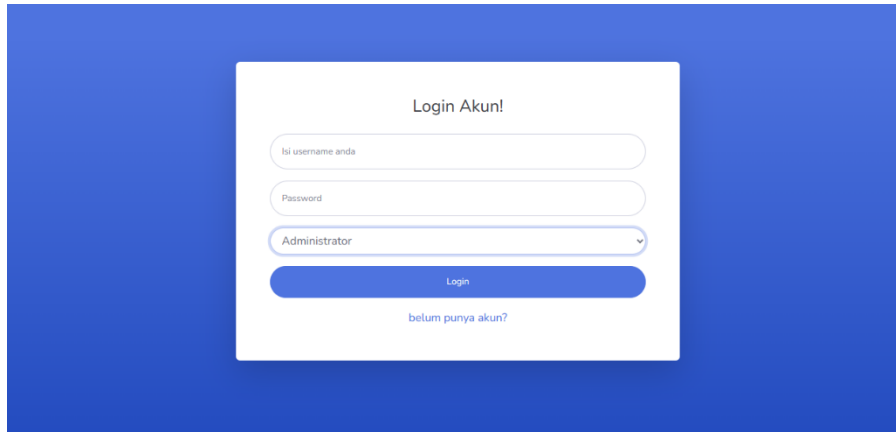 Login Akun!
Isi username anda
Password
Administrator
Login
belum punya akun?